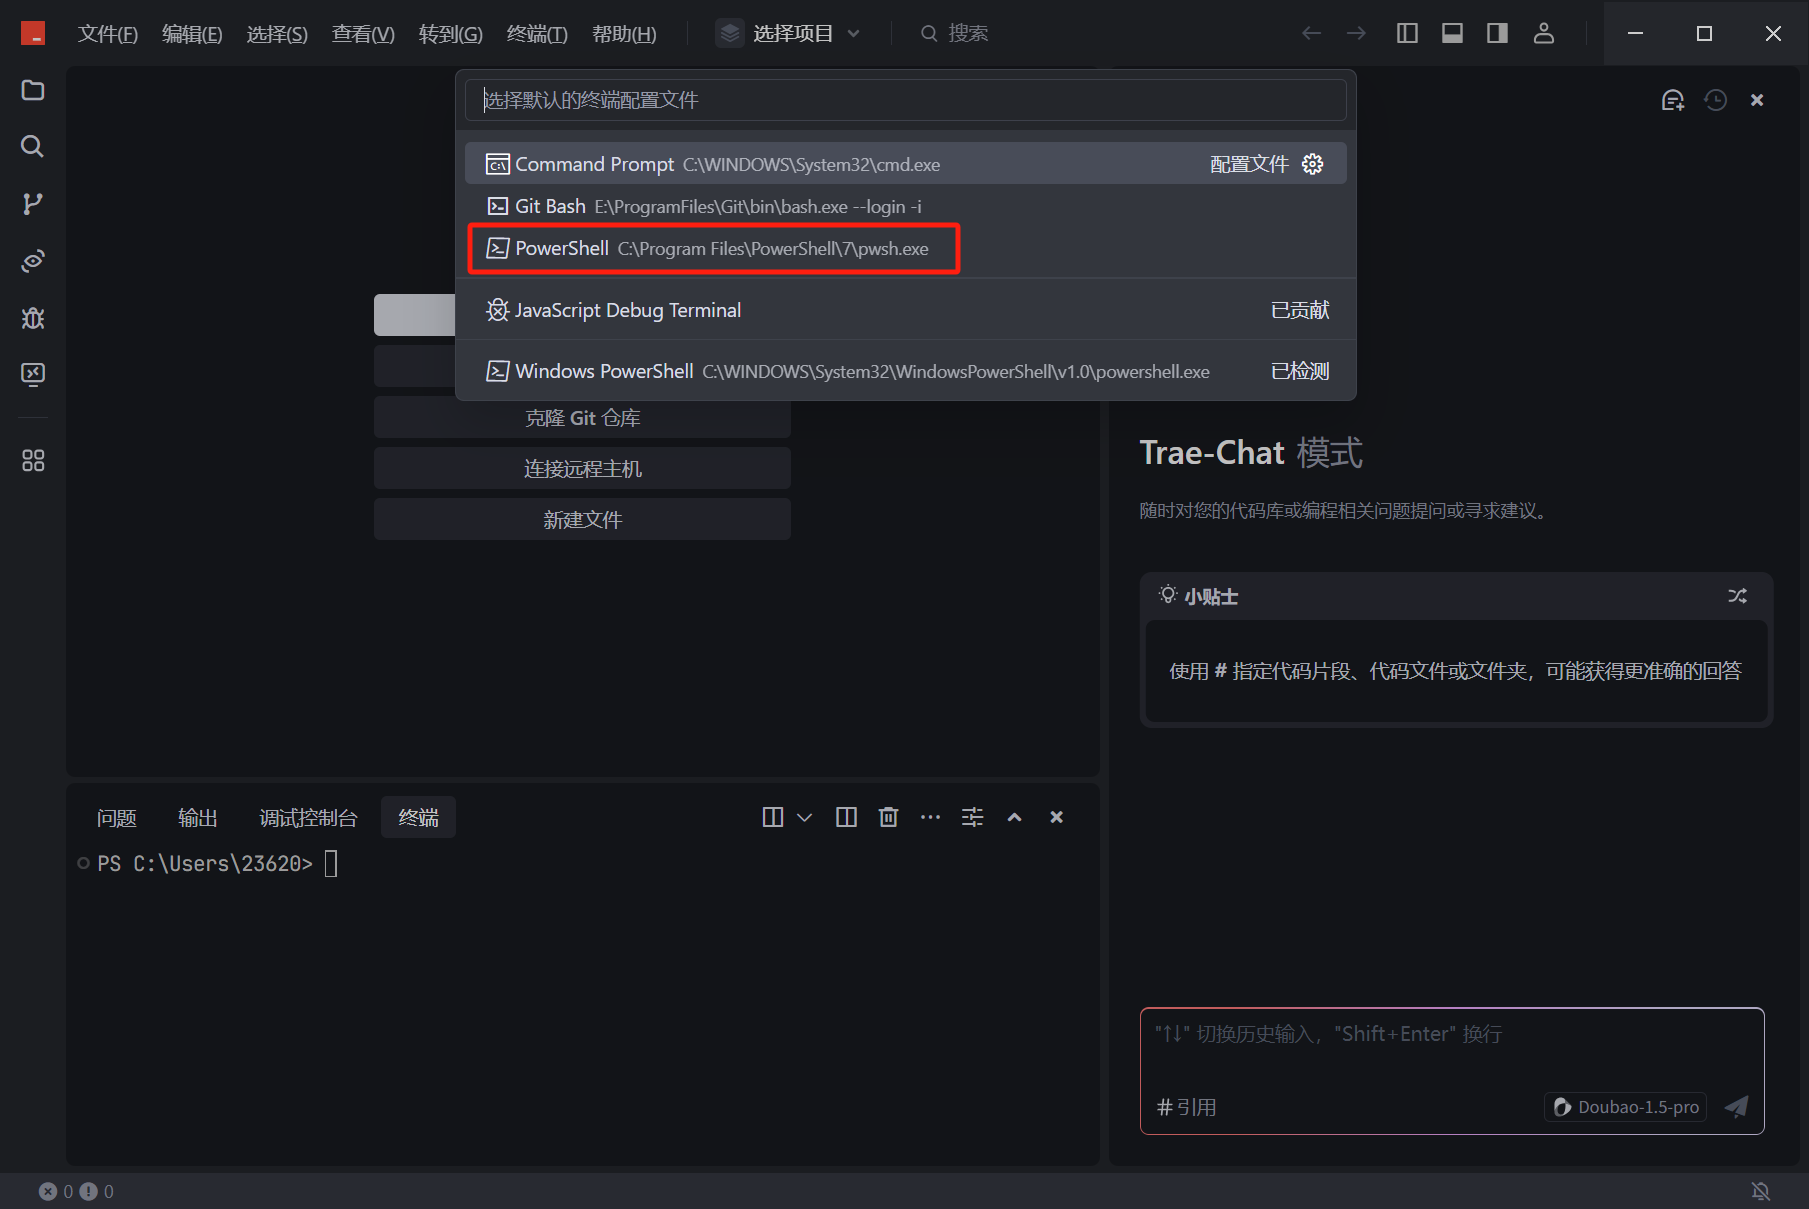 文件(F) 编辑(E) 选择(S) 查看(V) 转到(G) 终端(T) 帮助(H) 选择项目 搜索
选择默认的终端配置文件
Command Prompt C:\WINDOWS\System32\cmd.exe 配置文件
Git Bash E:\ProgramFiles\Git\bin\bash.exe --login -i
PowerShell C:\Program Files\PowerShell\7\pwsh.exe
JavaScript Debug Terminal 已贡献
Windows PowerShell C:\WINDOWS\System32\WindowsPowerShell\v1.0\powershell.exe 已检测
克隆 Git 仓库
连接远程主机
新建文件
Trae-Chat 模式
随时对您的代码库或编程相关问题提问或寻求建议。
小贴士
使用 # 指定代码片段、代码文件或文件夹，可能获得更准确的回答
问题 输出 调试控制台 终端
PS C:\Users\23620>
"↑↓" 切换历史输入，"Shift+Enter" 换行
# 引用 Doubao-1.5-pro
0 0